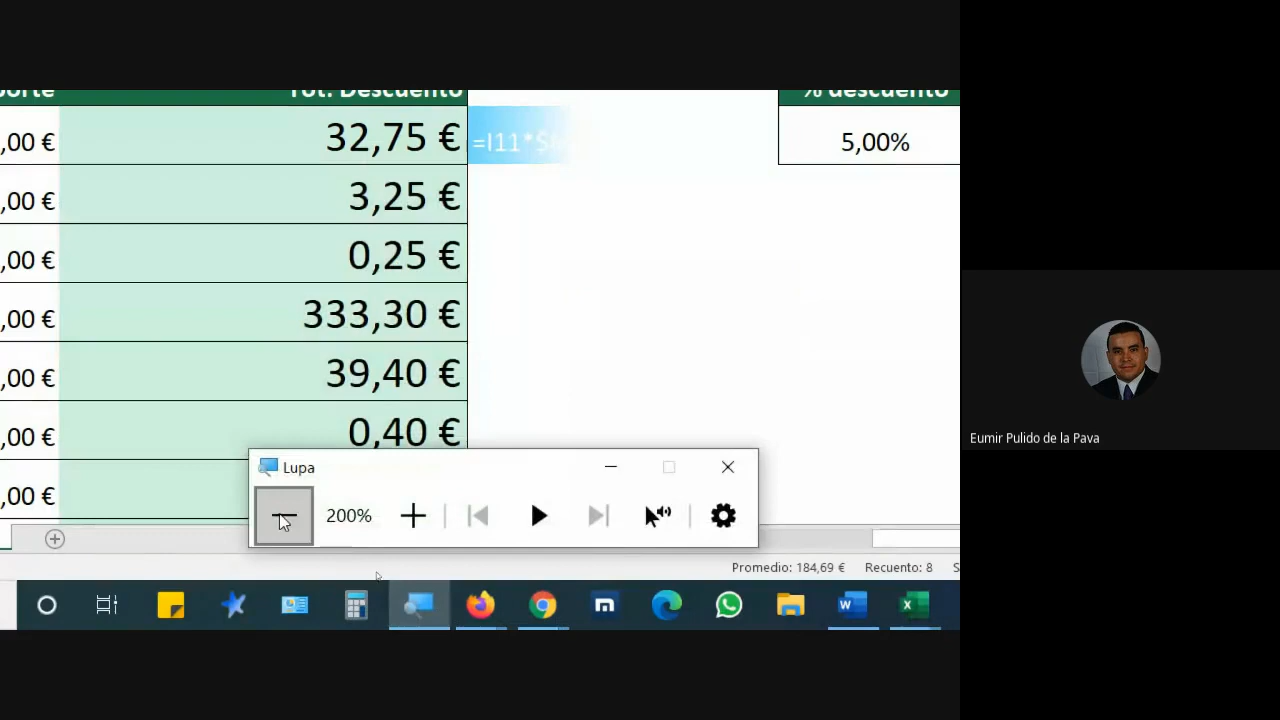 Tot. Descuento
% descuento
,00 €
32,75 €
=I11*$
5,00%
,00 €
3,25 €
,00 €
0,25 €
,00 €
333,30 €
,00 €
39,40 €
,00 €
0,40 €
,00 €
Lupa
200%
Promedio: 184,69 €
Recuento: 8
S
Eumir Pulido de la Pava